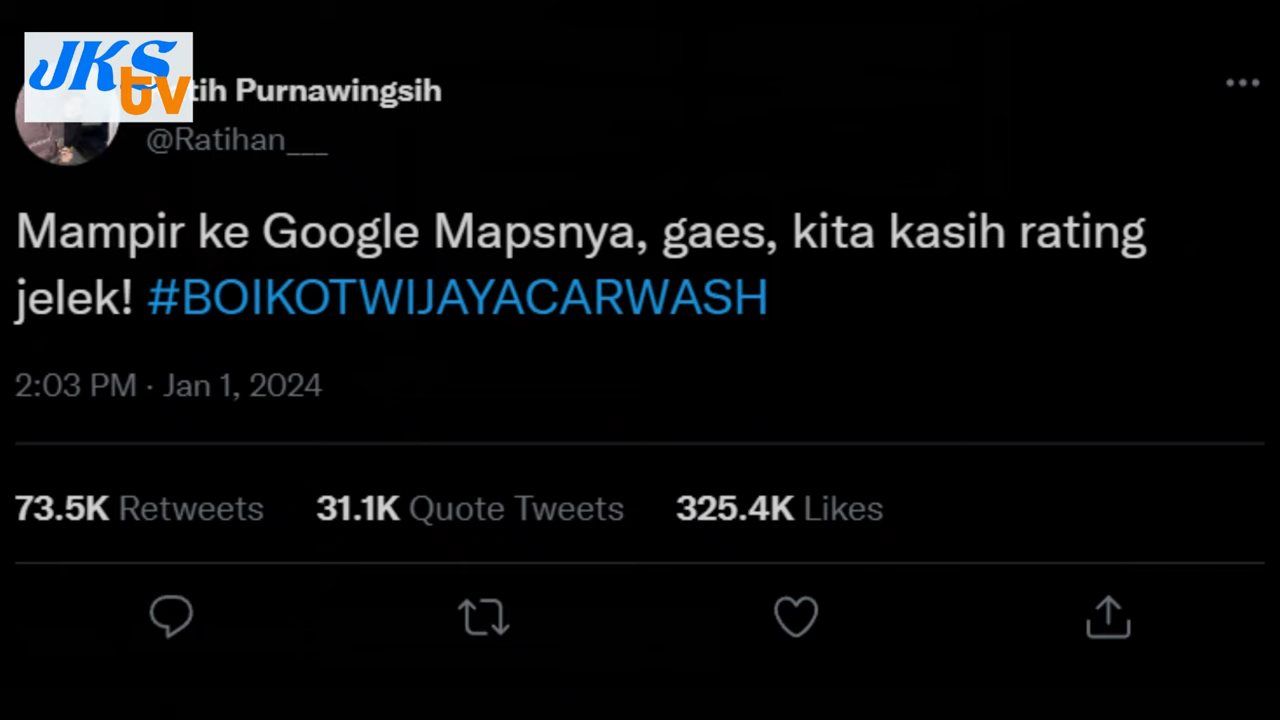 JKS
tv
tih Purnawingsih
@Ratihan___
Mampir ke Google Mapsnya, gaes, kita kasih rating
jelek! #BOIKOTWIJAYACARWASH
2:03 PM · Jan 1, 2024
73.5K Retweets 31.1K Quote Tweets 325.4K Likes